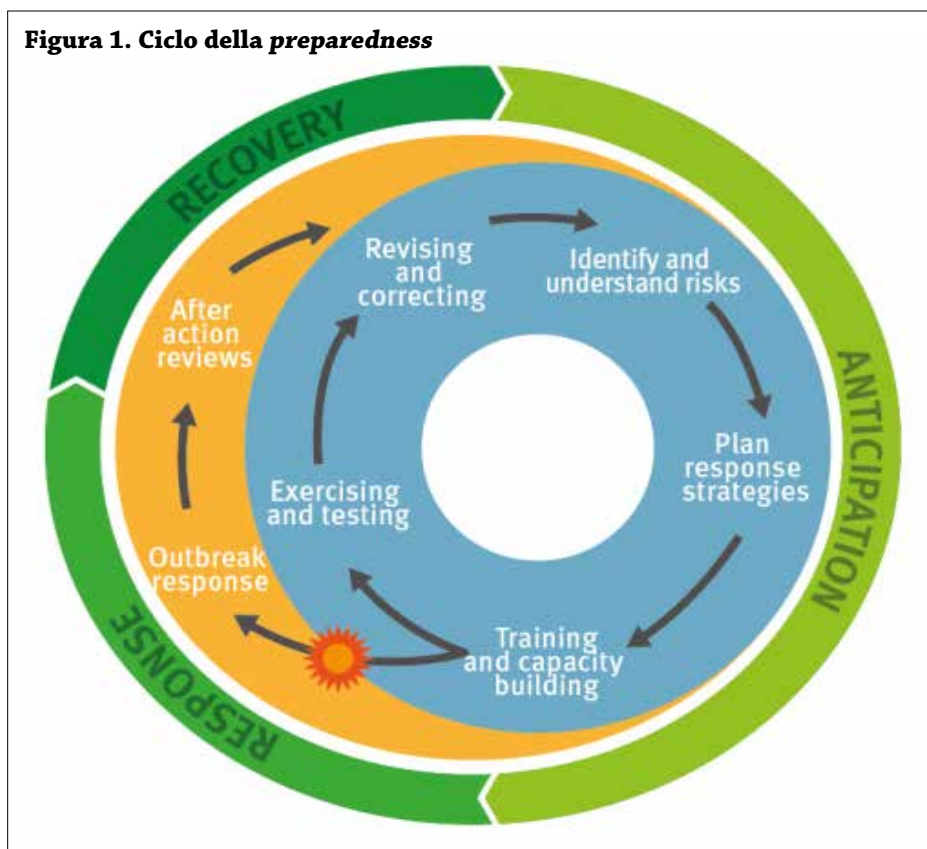 Figura 1. Ciclo della preparedness
RECOVERY
ANTICIPATION
RESPONSE
Revising
and
correcting
Identify and
understand risks
Plan
response
strategies
Training
and capacity
building
Exercising
and testing
Outbreak
response
After
action
reviews